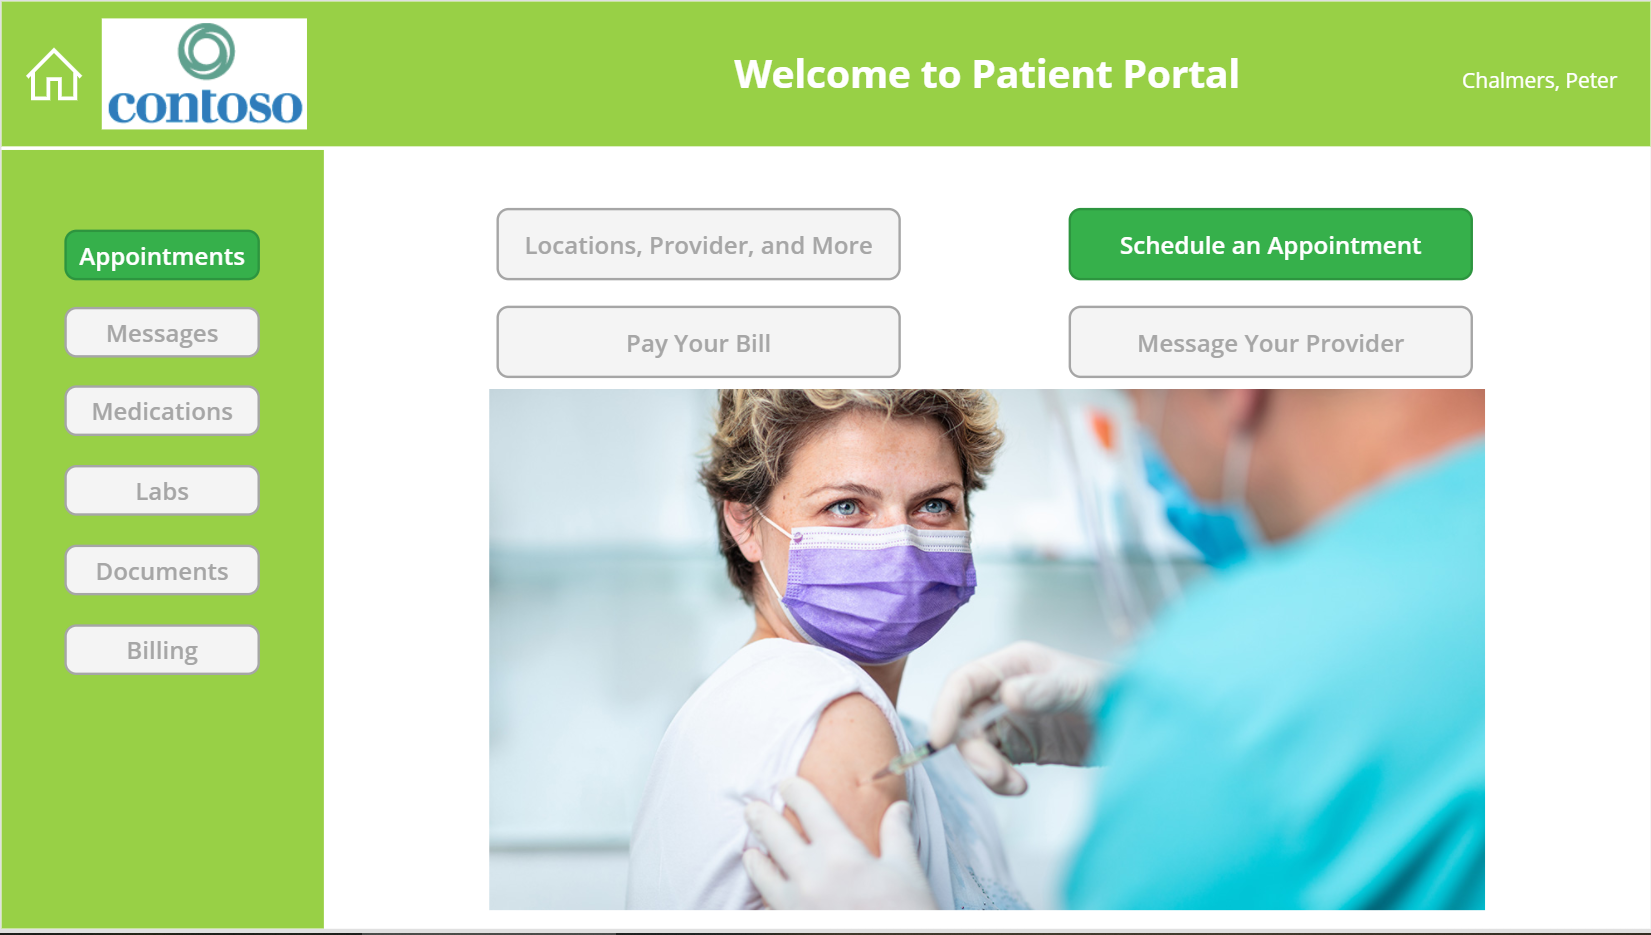 contoso
Welcome to Patient Portal
Chalmers, Peter
Appointments
Messages
Medications
Labs
Documents
Billing
Locations, Provider, and More
Schedule an Appointment
Pay Your Bill
Message Your Provider